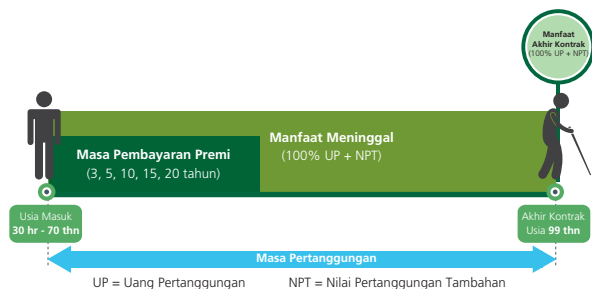 Manfaat
Akhir Kontrak
(100% UP + NPT)
Manfaat Meninggal
(100% UP + NPT)
Masa Pembayaran Premi
(3, 5, 10, 15, 20 tahun)
Usia Masuk
30 hr - 70 thn
Akhir Kontrak
Usia 99 thn
Masa Pertanggungan
UP = Uang Pertanggungan NPT = Nilai Pertanggungan Tambahan